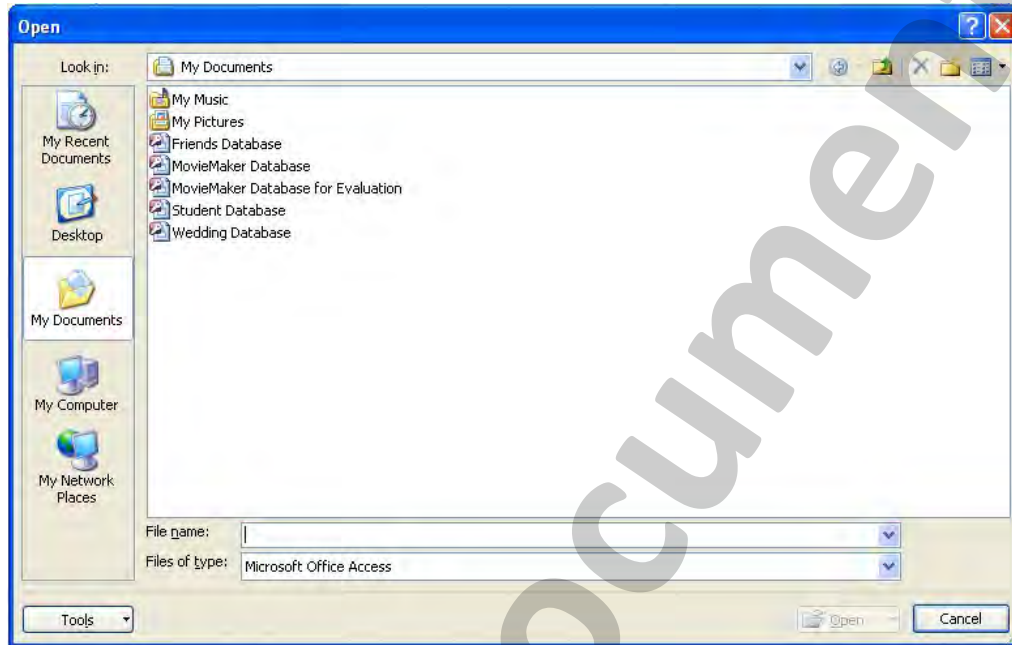 Open
Look in:
My Documents
My Recent
Documents
Desktop
My Documents
My Computer
My Network
Places
My Music
My Pictures
Friends Database
MovieMaker Database
MovieMaker Database for Evaluation
Student Database
Wedding Database
File name:
Files of type: Microsoft Office Access
Tools
Open
Cancel